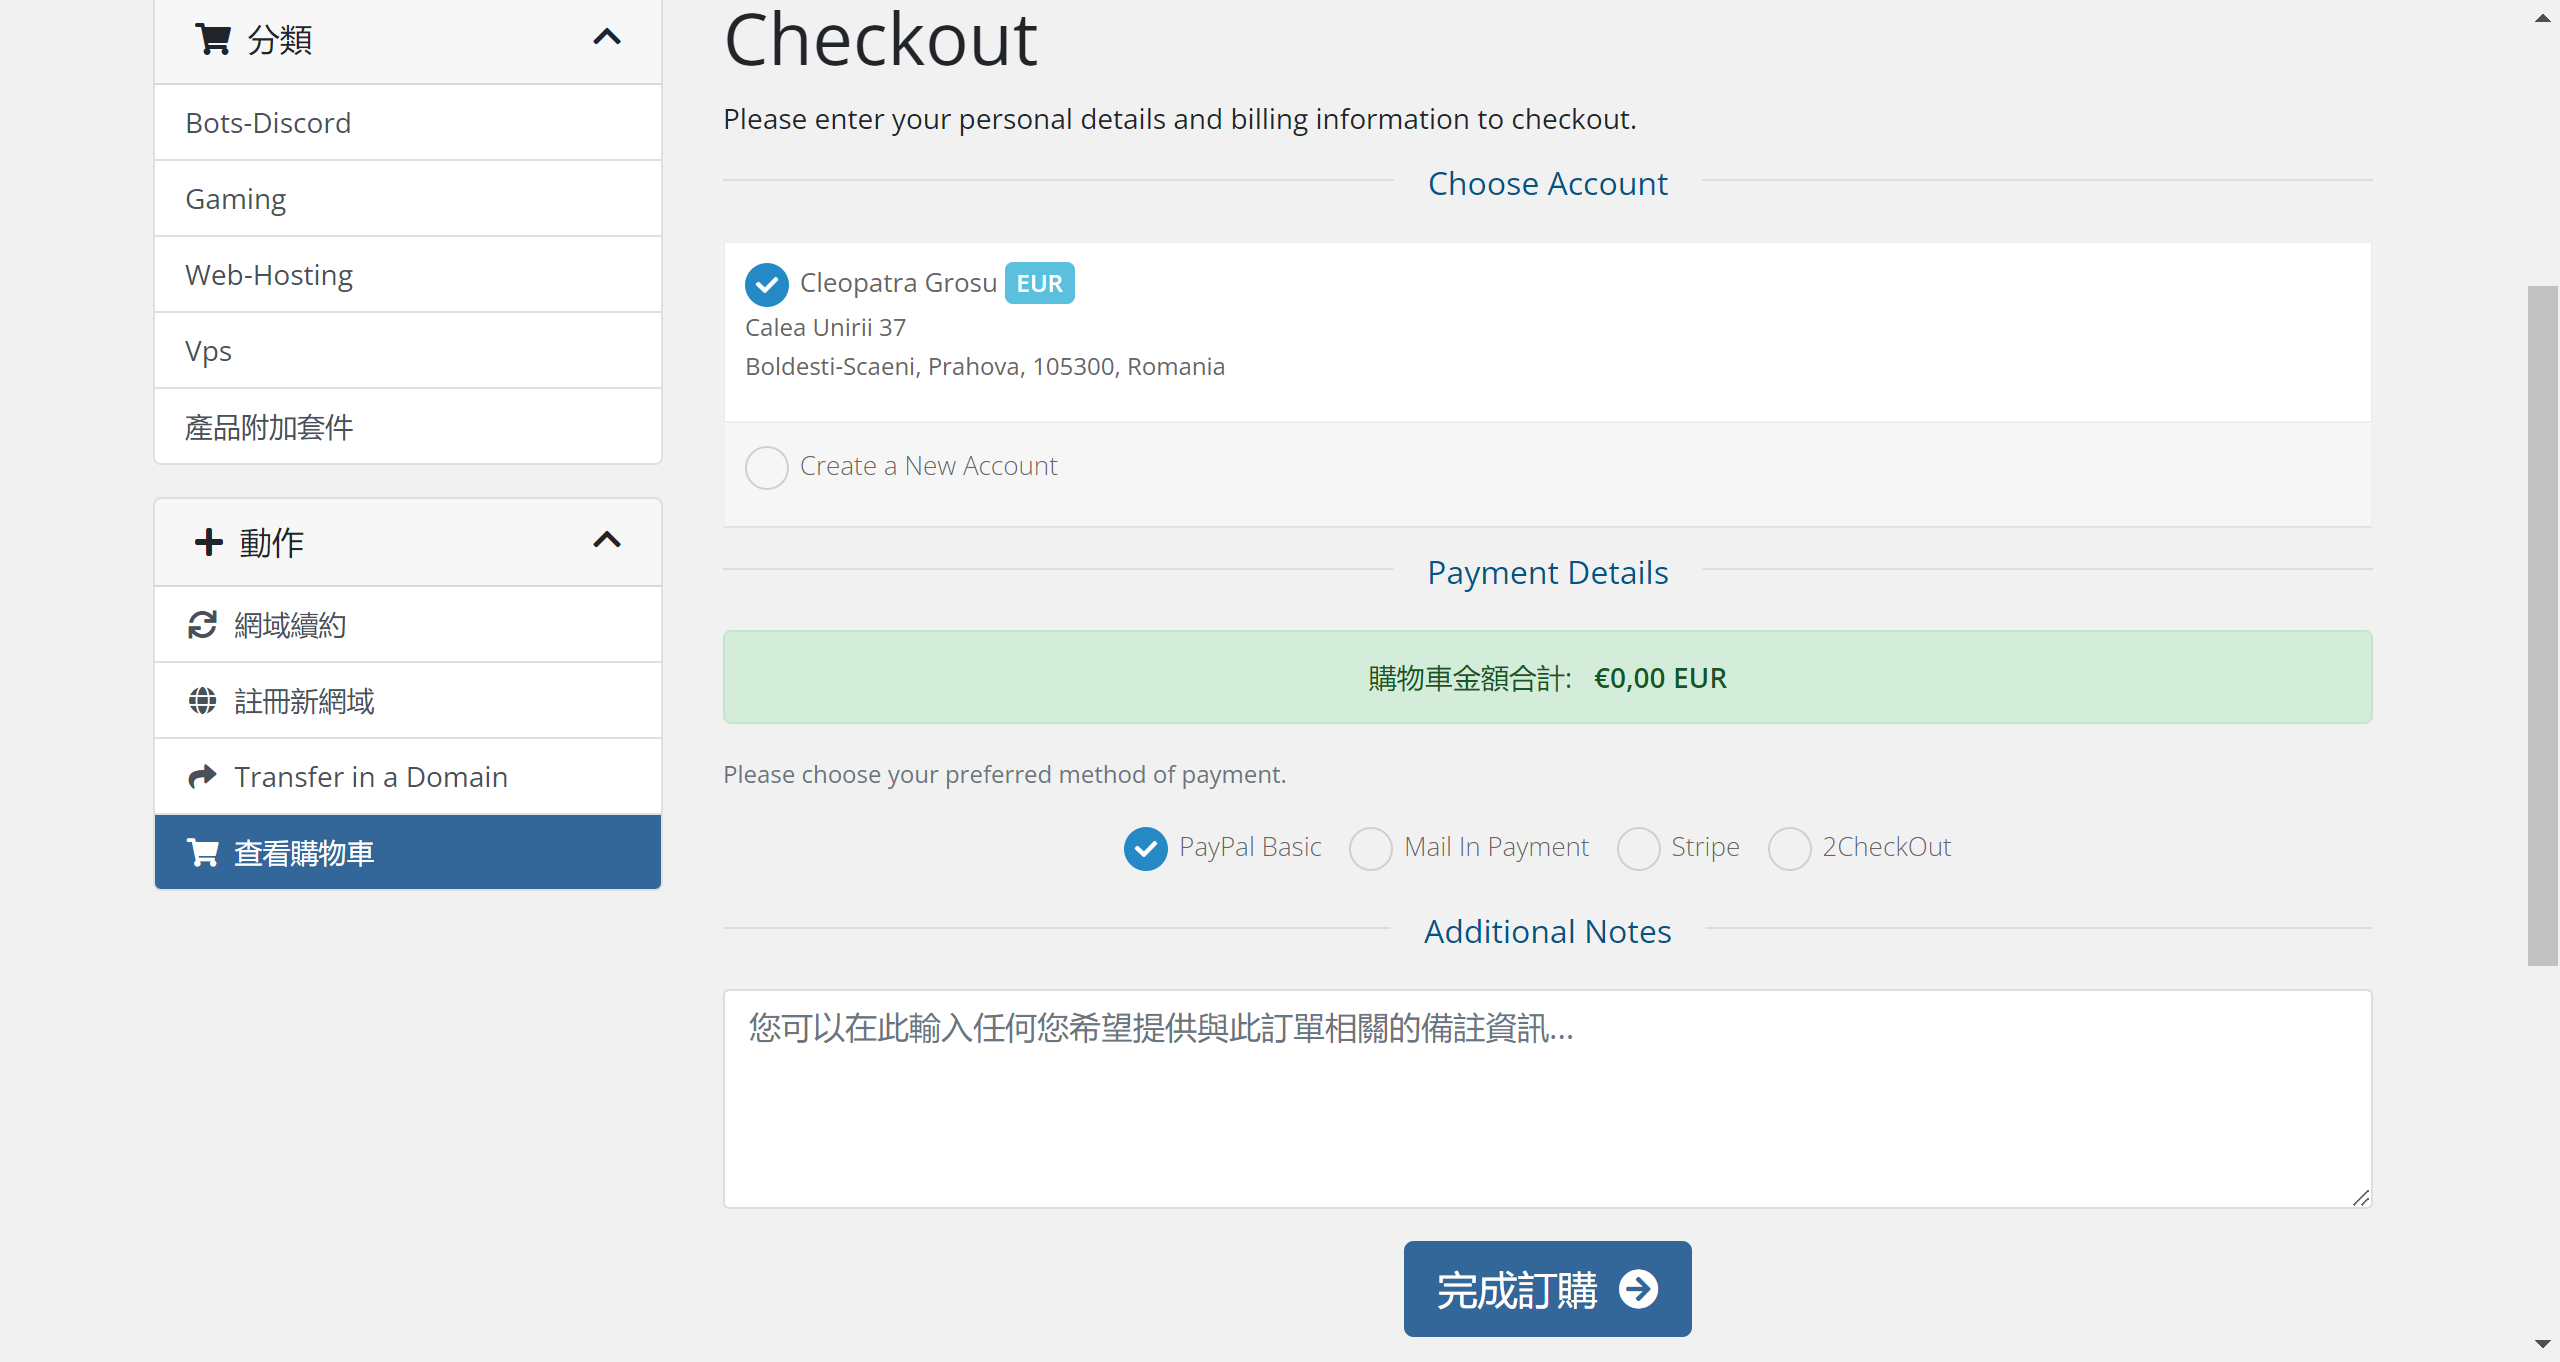 分類
Bots-Discord
Gaming
Web-Hosting
Vps
產品附加套件
動作
網域續約
註冊新網域
Transfer in a Domain
查看購物車
Checkout
Please enter your personal details and billing information to checkout.
Choose Account
Cleopatra Grosu EUR
Calea Unirii 37
Boldesti-Scaeni, Prahova, 105300, Romania
Create a New Account
Payment Details
購物車金額合計: €0,00 EUR
Please choose your preferred method of payment.
PayPal Basic Mail In Payment Stripe 2CheckOut
Additional Notes
您可以在此輸入任何您希望提供與此訂單相關的備註資訊...
完成訂購